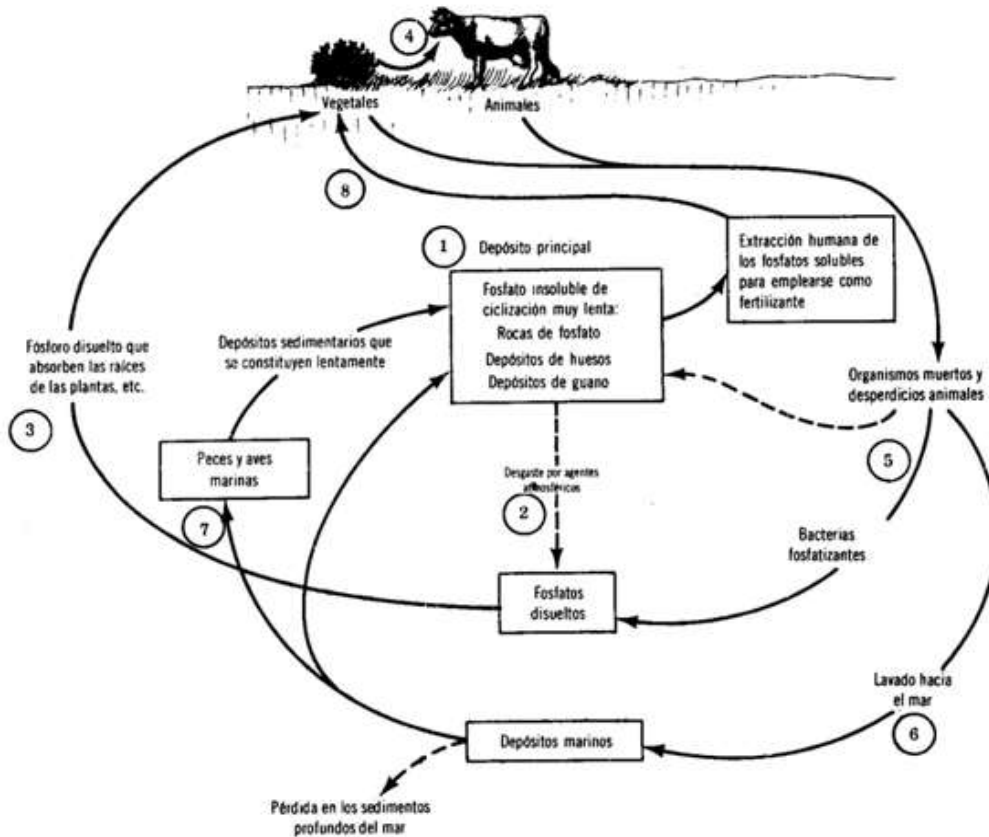 4
Vegetales
Animales
8
1
Depósito principal
Fosfato insoluble de
ciclización muy lenta:
Rocas de fosfato
Depósitos de huesos
Depósitos de guano
Extracción humana de
los fosfatos solubles
para emplearse como
fertilizante
Fósforo disuelto que
absorben las raíces
de las plantas, etc.
3
Depósitos sedimentarios que
se constituyen lentamente
Organismos muertos y
desperdicios animales
5
Peces y aves
marinas
7
Desgaste por agentes
atmosféricos
2
Bacterias
fosfatizantes
Fosfatos
disueltos
Lavado hacia
el mar
6
Depósitos marinos
Pérdida en los sedimentos
profundos del mar